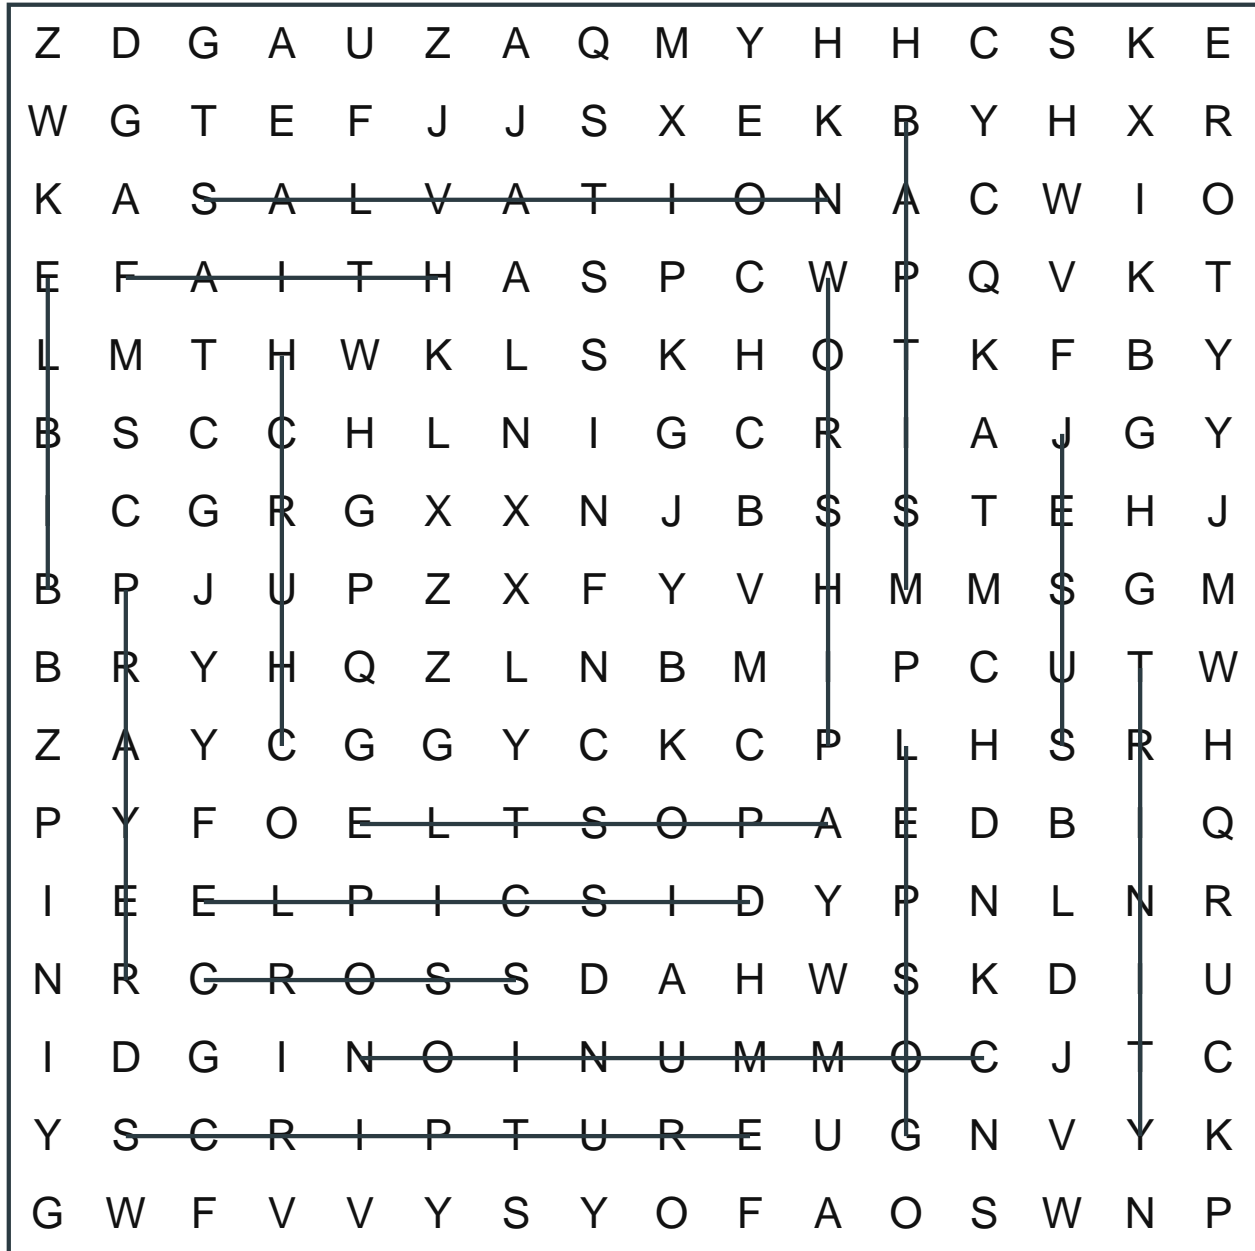 Z D G A U Z A Q M Y H H C S K E
W G T E F J J S X E K B Y H X R
K A S A L V A T I O N A C W I O
E F A I T H A S P C W P Q V K T
L M T H W K L S K H O T K F B Y
B S C C H L N I G C R I A J G Y
I C G R G X X N J B S S T E H J
B P J U P Z X F Y V H M M S G M
B R Y H Q Z L N B M I P C U T W
Z A Y C G G Y C K C P L H S R H
P Y F O E L T S O P A E D B I Q
I E E L P I C S I D Y P N L N R
N R C R O S S D A H W S K D I U
I D G I N O I N U M M O C J T C
Y S C R I P T U R E U G N V Y K
G W F V V Y S Y O F A O S W N P